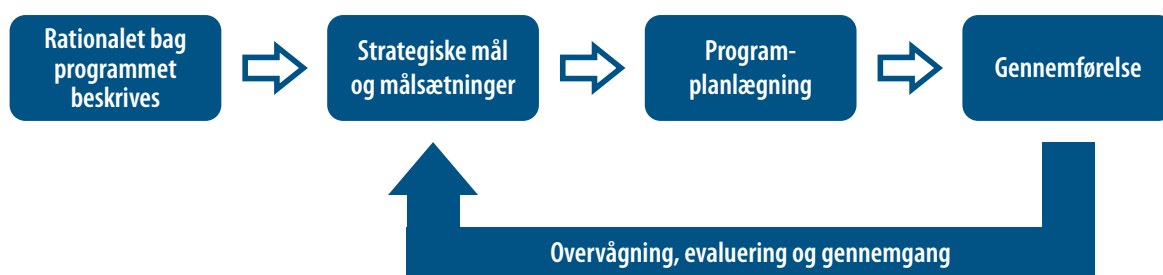 Rationalet bag
programmet
beskrives
Strategiske mål
og målsætninger
Program-
planlægning
Gennemførelse
Overvågning, evaluering og gennemgang